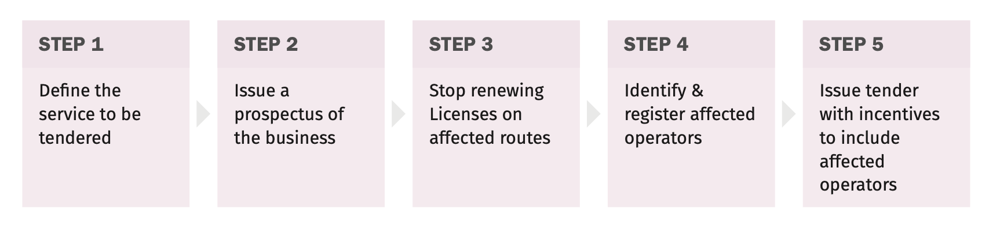 STEP 1
Define the
service to be
tendered
STEP 2
Issue a
prospectus of
the business
STEP 3
Stop renewing
Licenses on
affected routes
STEP 4
Identify &
register affected
operators
STEP 5
Issue tender
with incentives
to include
affected
operators